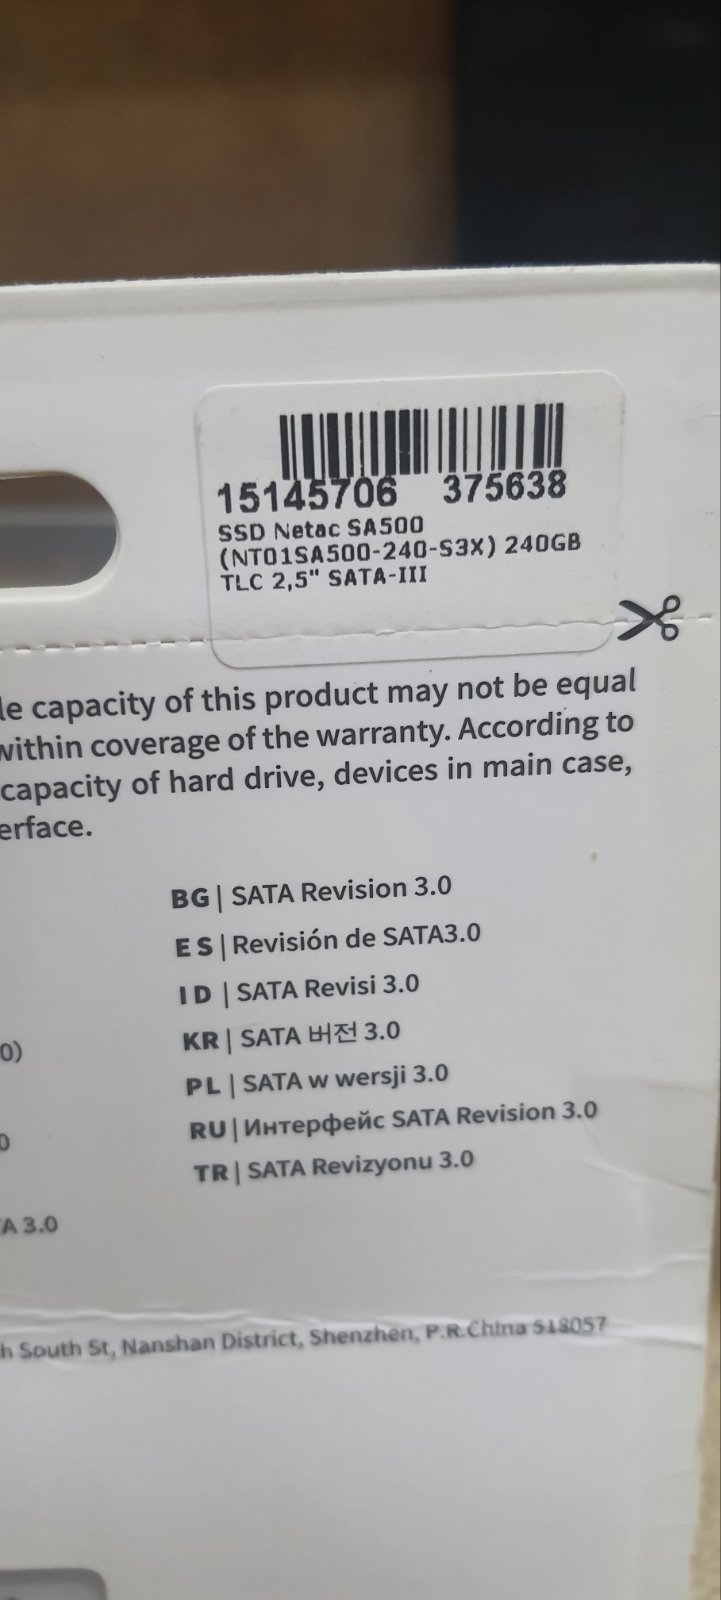 15145706 375638
SSD Netac SA500
(NT01SA500-240-S3X) 240GB
TLC 2,5" SATA-III
le capacity of this product may not be equal
within coverage of the warranty. According to
capacity of hard drive, devices in main case,
erface.
BG | SATA Revision 3.0
ES | Revisión de SATA3.0
ID | SATA Revisi 3.0
KR | SATA 버전 3.0
PL | SATA w wersji 3.0
RU | Интерфейс SATA Revision 3.0
TR | SATA Revizyonu 3.0
0)
0
A 3.0
h South St, Nanshan District, Shenzhen, P.R.China 518057